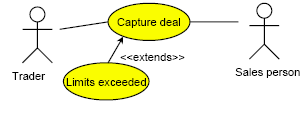 Capture deal
<<extends>>
Trader
Limits exceeded
Sales person